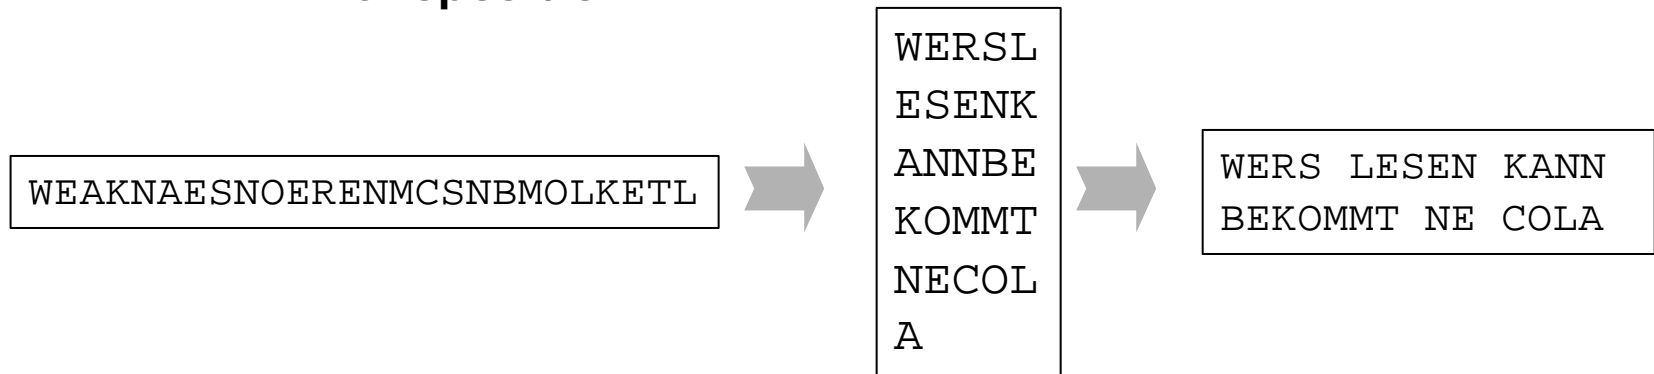 WEAKNAESNOERENMCSNBMOLKETL
WERSL
ESENK
ANNBE
KOMMT
NECOL
A
WERS LESEN KANN
BEKOMMT NE COLA